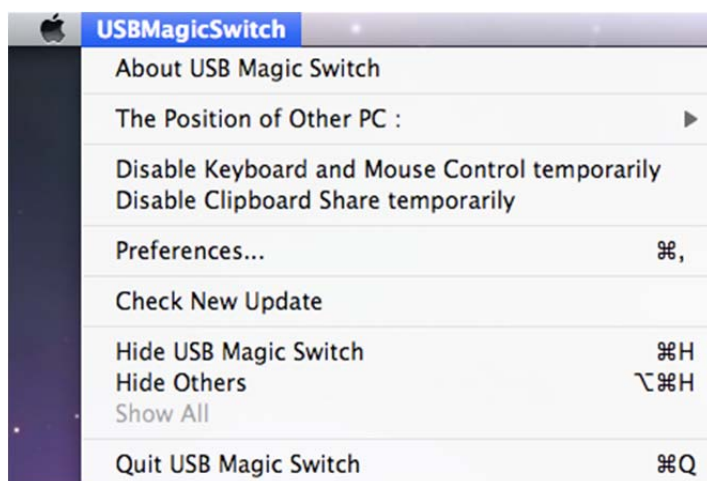 USBMagicSwitch
About USB Magic Switch
The Position of Other PC :
Disable Keyboard and Mouse Control temporarily
Disable Clipboard Share temporarily
Preferences... ⌘,
Check New Update
Hide USB Magic Switch ⌘H
Hide Others ⌥⌘H
Show All
Quit USB Magic Switch ⌘Q